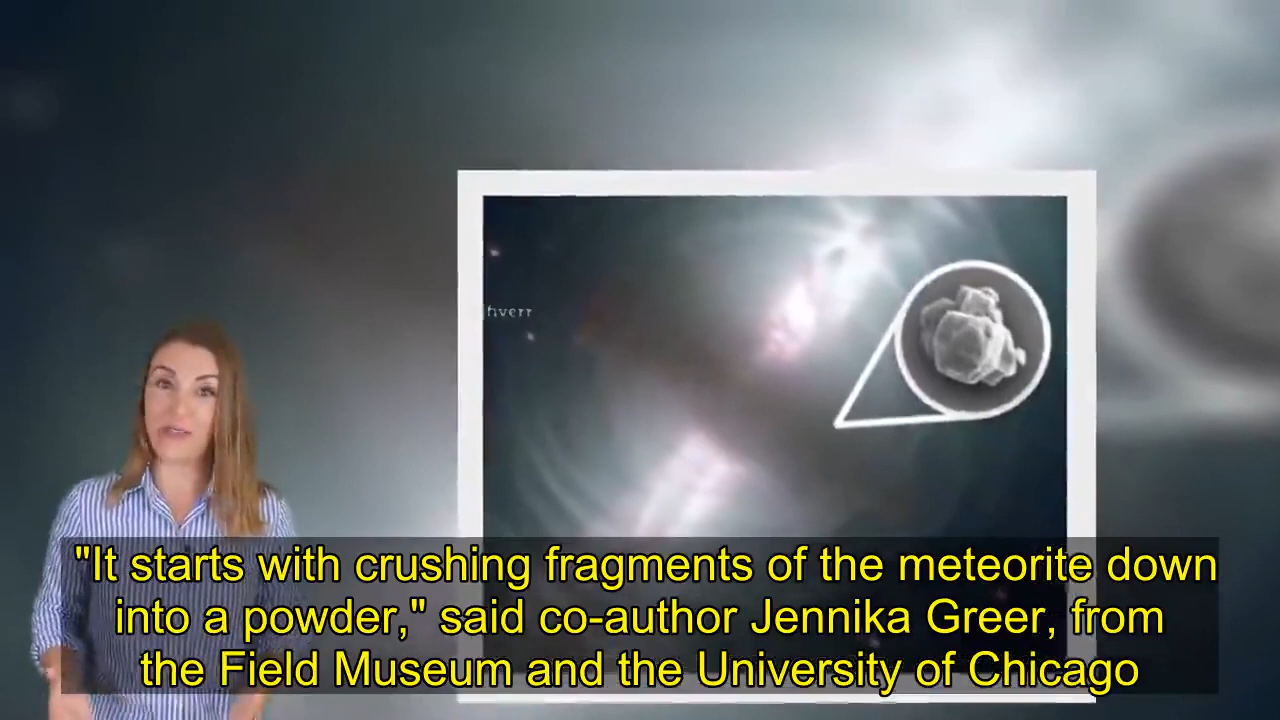 hverr
"It starts with crushing fragments of the meteorite down
into a powder," said co-author Jennika Greer, from
the Field Museum and the University of Chicago